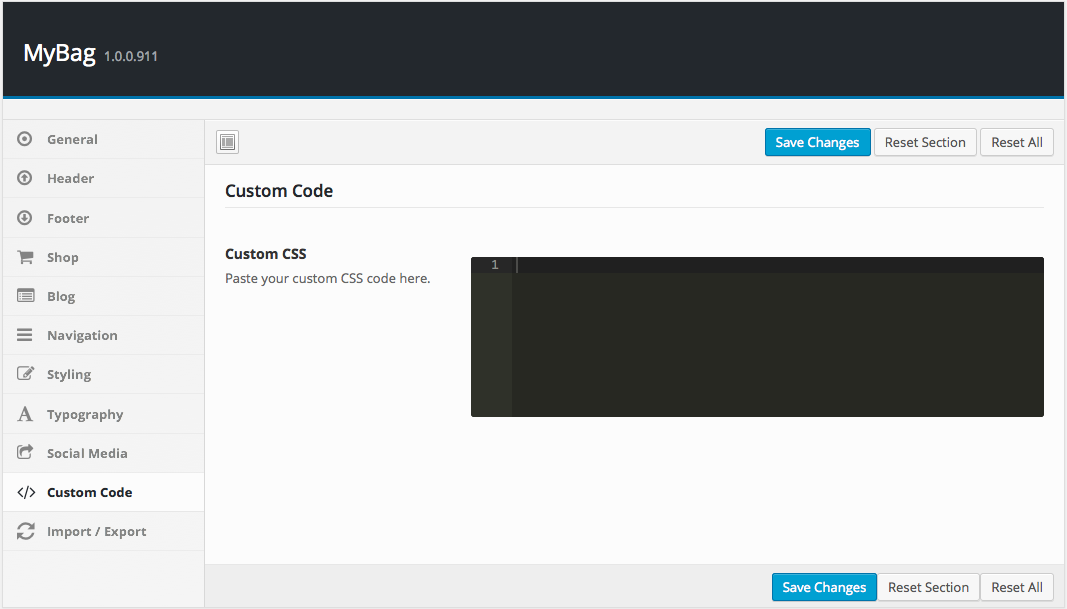 MyBag 1.0.0.911
General
Header
Footer
Shop
Blog
Navigation
Styling
Typography
Social Media
Custom Code
Import / Export
Save Changes Reset Section Reset All
Custom Code
Custom CSS
Paste your custom CSS code here.
1
Save Changes Reset Section Reset All